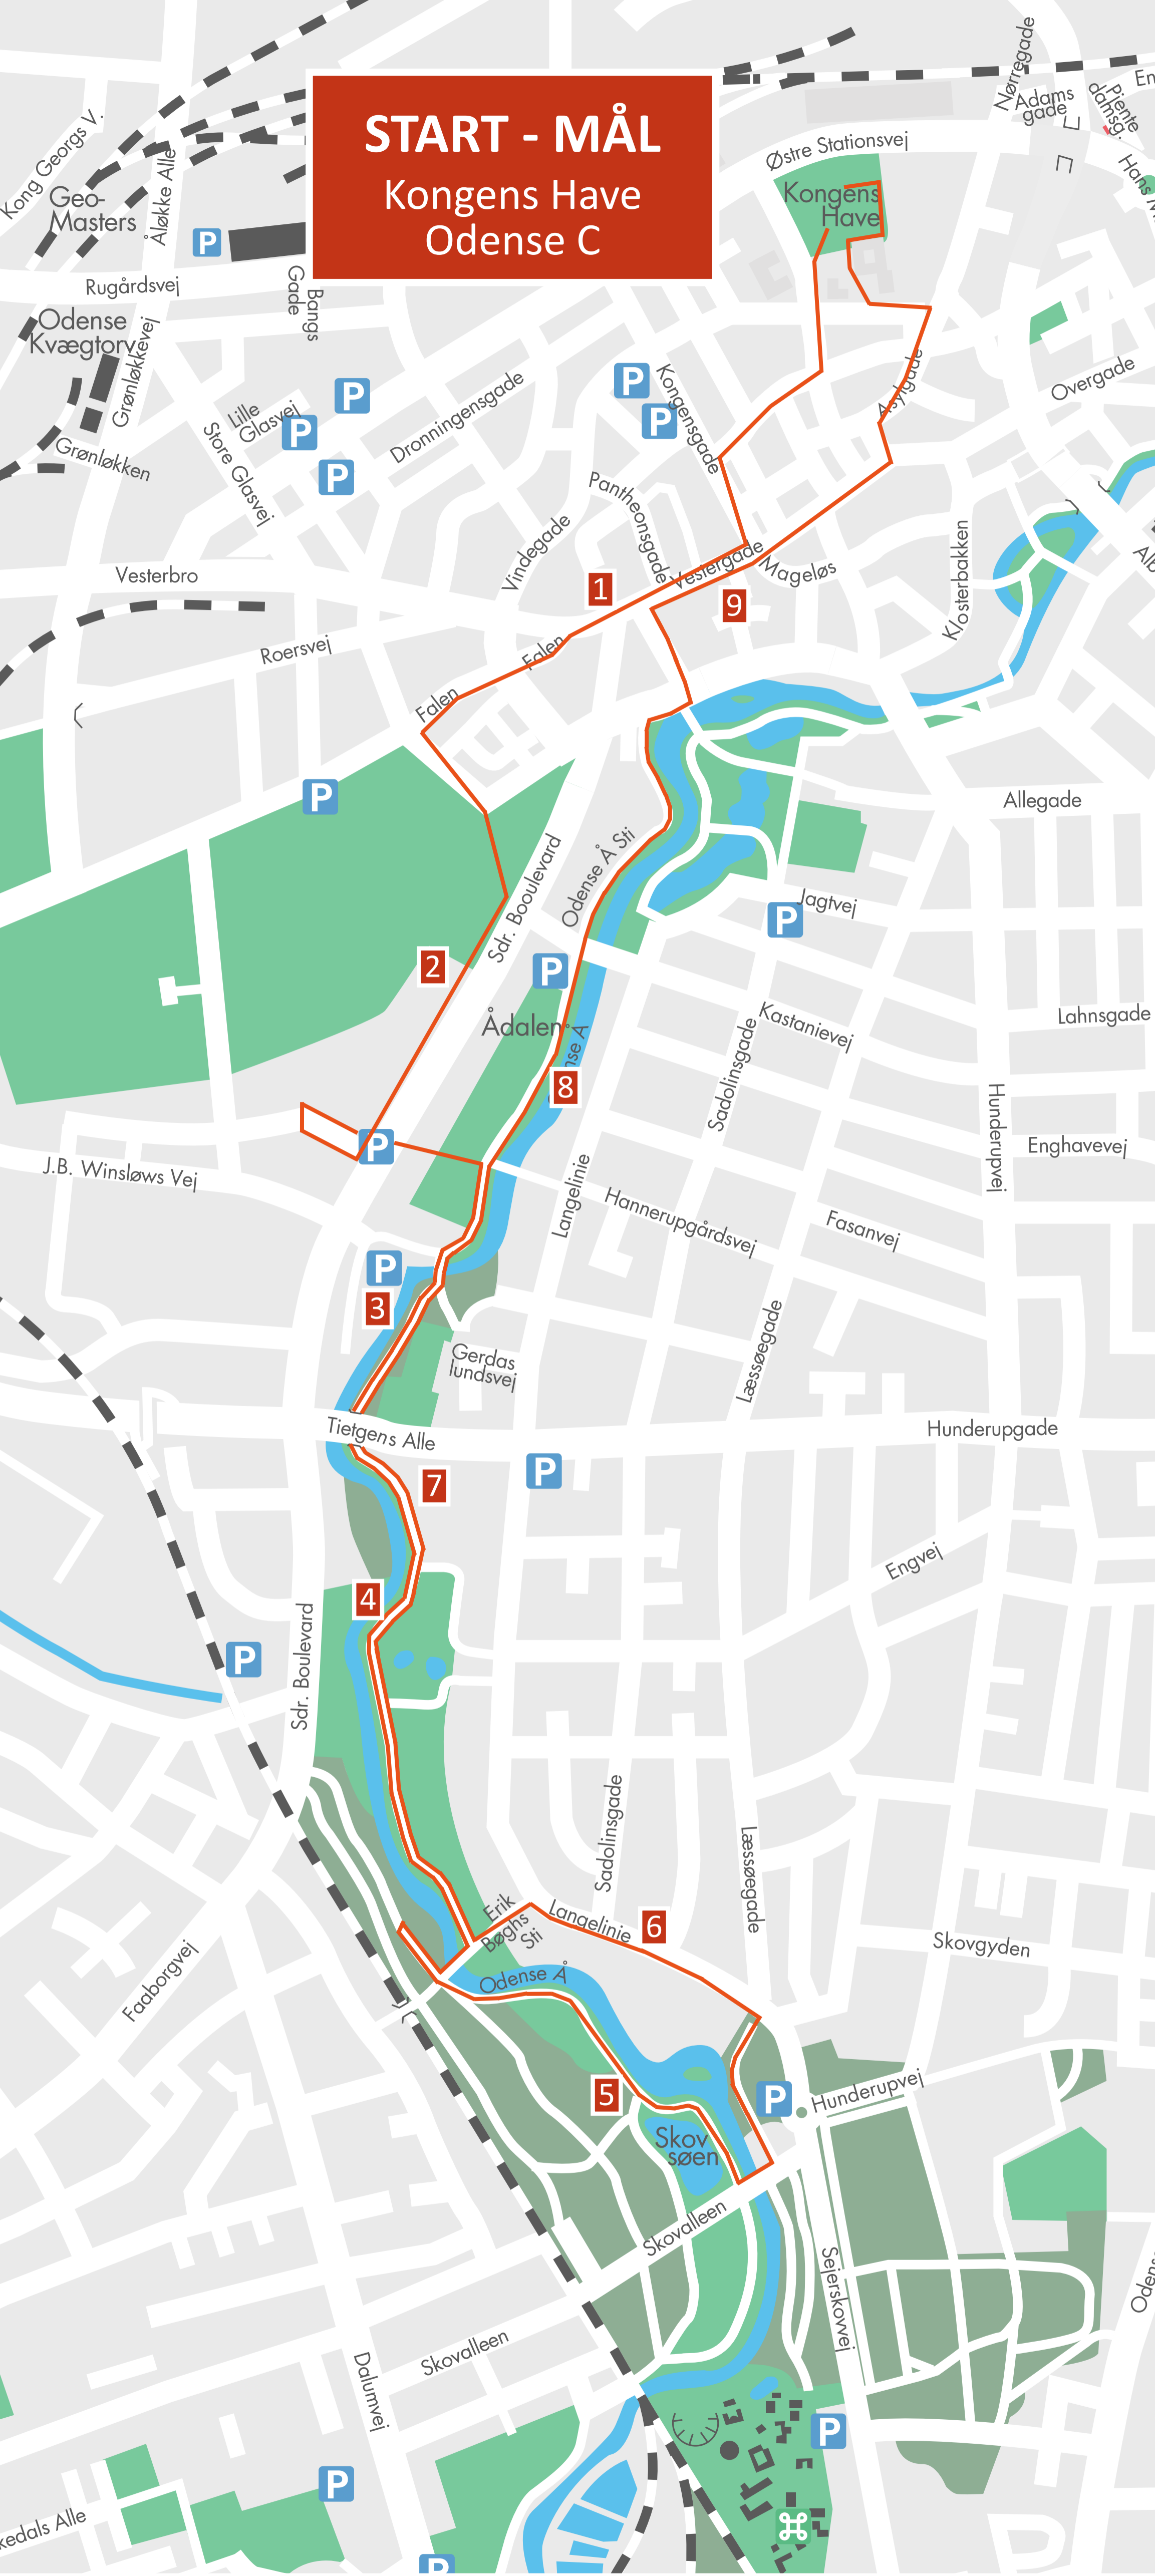 START - MÅL
Kongens Have
Odense C
Nørregade
Adams
gade
Pjente
damsg.
Østre Stationsvej
Kongens
Have
Kong Georgs V.
Geo-
Masters
Åløkke Alle
P
Rugårdsvej
Bangs
Gade
Odense
Kvægtorv
Grønløkkevej
Grønløkken
Lille
Glasvej
Store Glasvej
P
P
P
Dronningensgade
P
P
Kongensgade
Asylgade
Overgade
Pantheonsgade
Vindegade
Vesterbro
Vestergade
Mageløs
Klosterbakken
1
9
Roersvej
Falen
Falen
P
Allegade
Sdr. Booulevard
Odense Å Sti
Jagtvej
P
2
P
Ådalen
Kastanievej
Lahnsgade
Sadolinsgade
8
Hunderupvej
Enghavevej
P
J.B. Winsløws Vej
Langelinie
Hannerupgårdsvej
Fasanvej
P
3
Gerdas
lundsvej
Læssøegade
Tietgens Alle
Hunderupgade
P
7
Engvej
4
P
Sdr. Boulevard
Sadolinsgade
Læssøegade
Erik
Bøghs
Sti
Langelinie
6
Skovgyden
Faaborgvej
Odense Å
5
P
Hunderupvej
Skov
søen
Skovalleen
Sejerskovvej
Skovalleen
Dalumvej
P
P
P